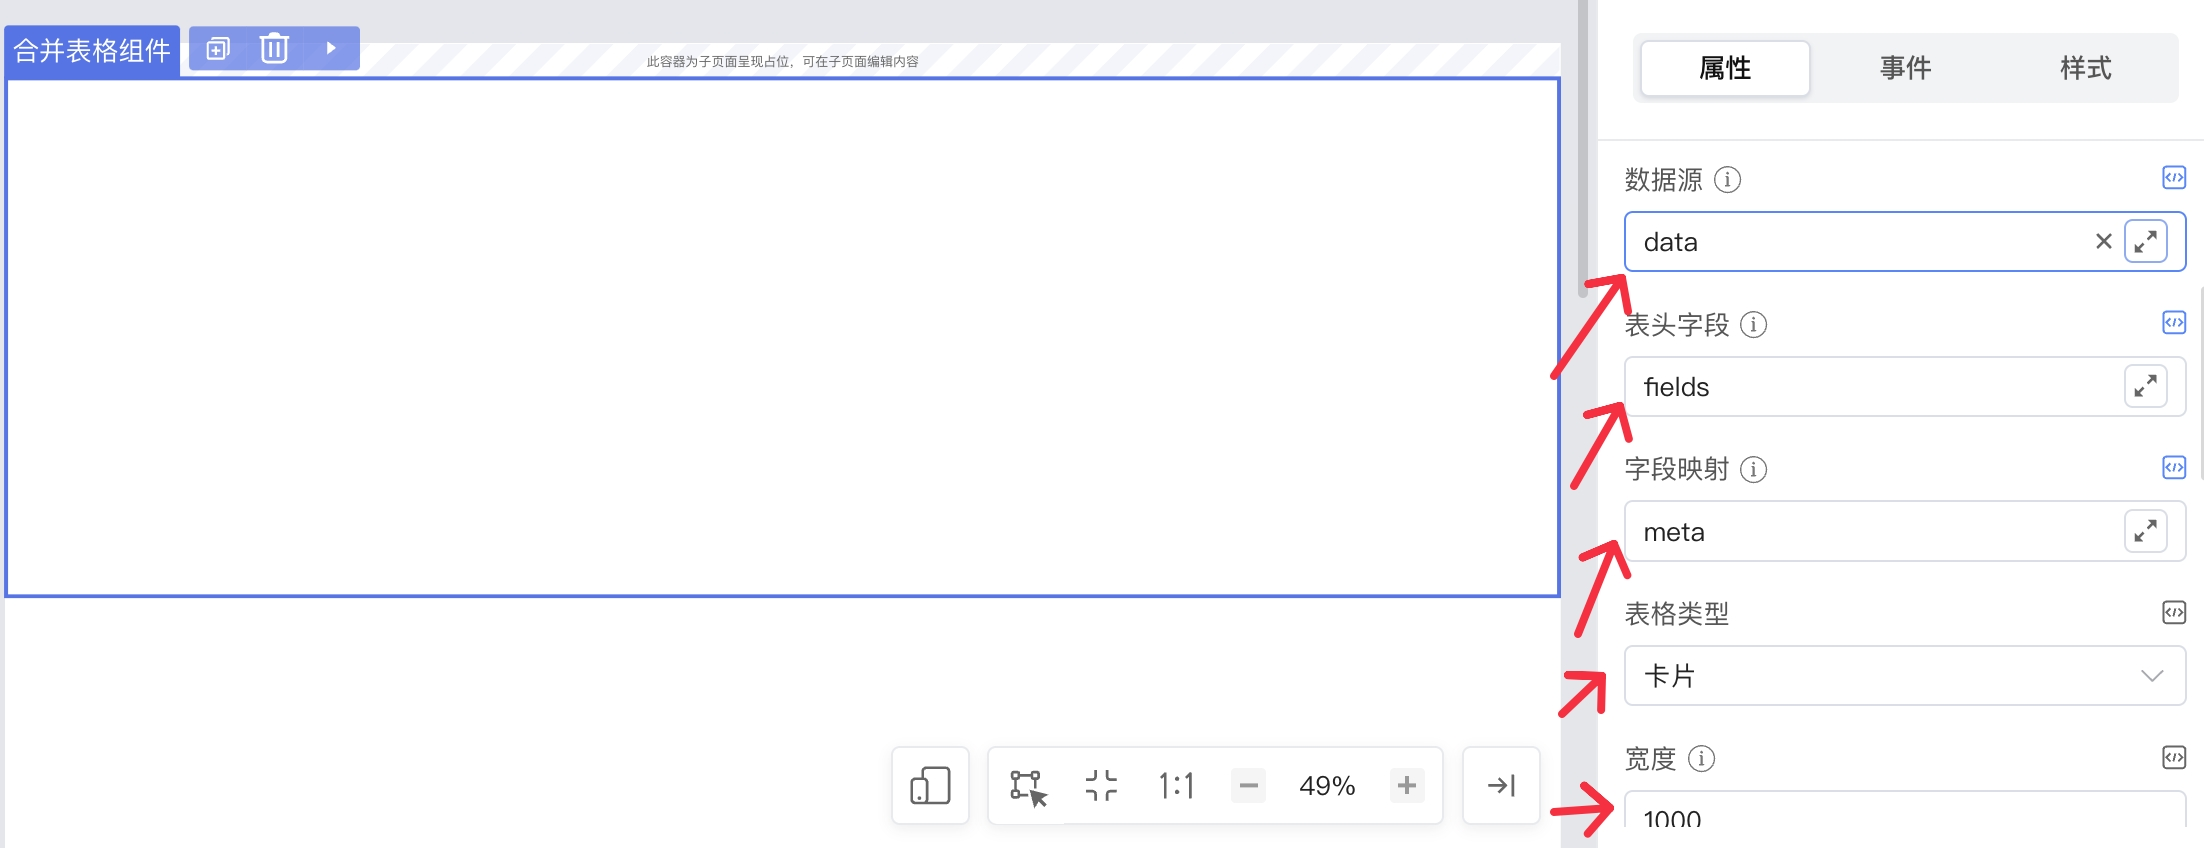 合并表格组件
此容器为子页面呈现占位，可在子页面编辑内容
属性
事件
样式
数据源
data
表头字段
fields
字段映射
meta
表格类型
卡片
宽度
1000
1:1
49%